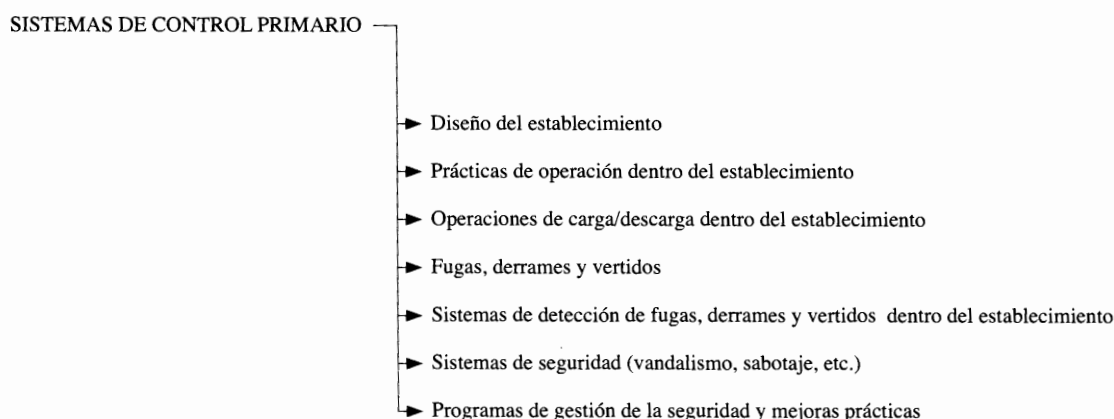 SISTEMAS DE CONTROL PRIMARIO
Diseño del establecimiento
Prácticas de operación dentro del establecimiento
Operaciones de carga/descarga dentro del establecimiento
Fugas, derrames y vertidos
Sistemas de detección de fugas, derrames y vertidos dentro del establecimiento
Sistemas de seguridad (vandalismo, sabotaje, etc.)
Programas de gestión de la seguridad y mejoras prácticas